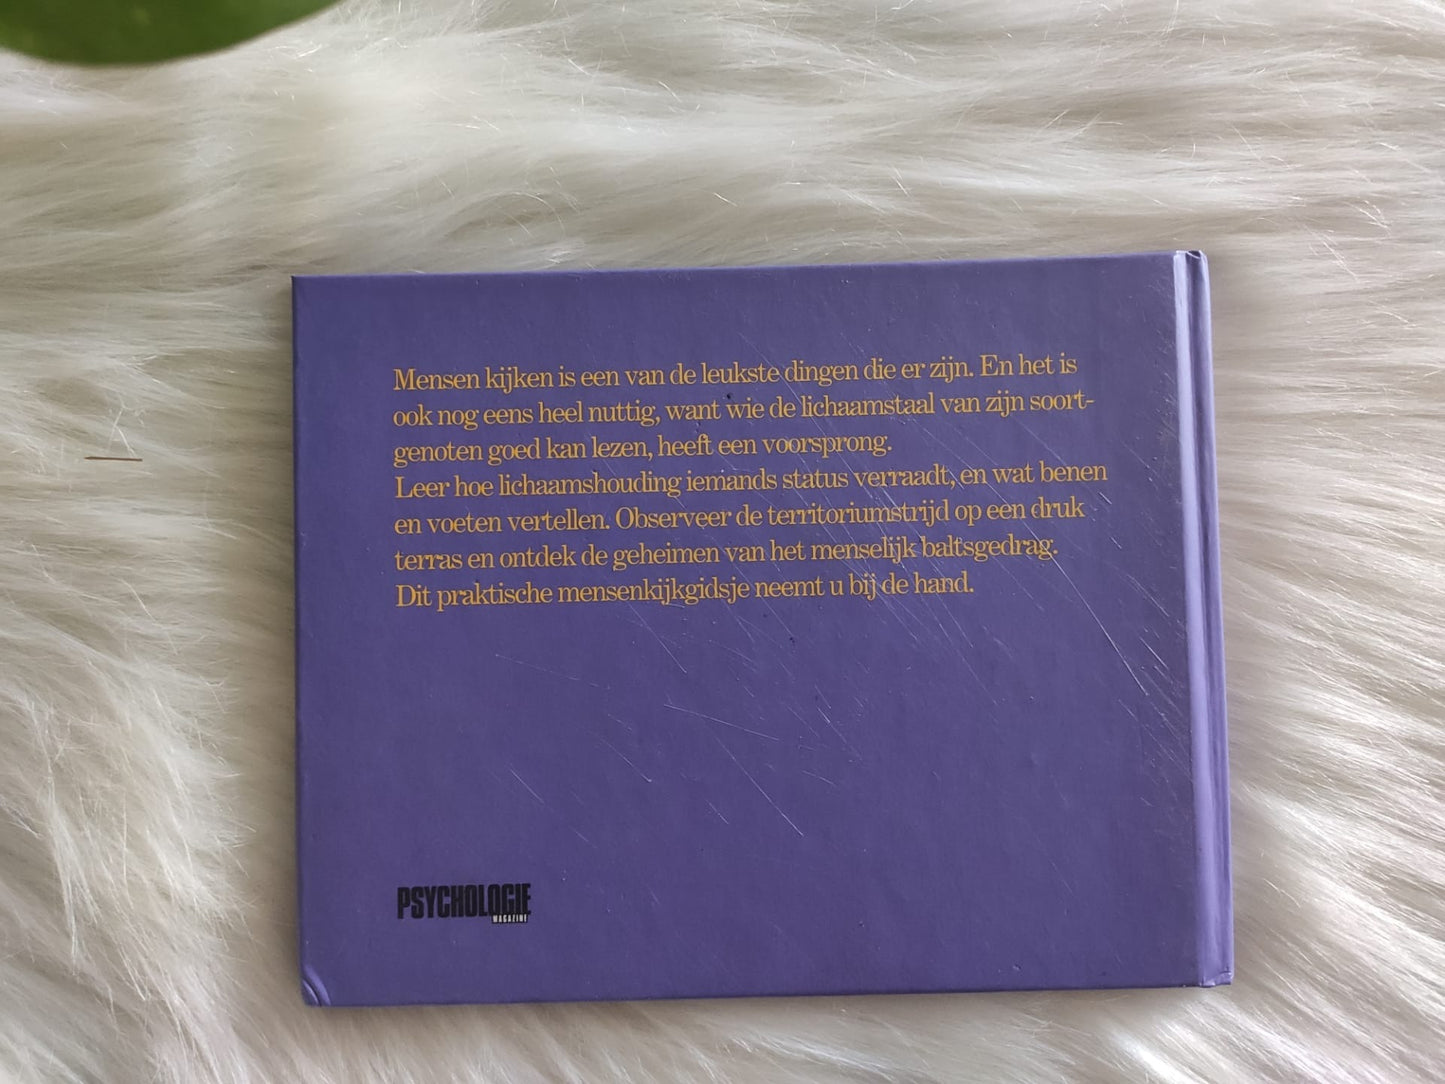 Mensen kijken is een van de leukste dingen die er zijn. En het is
ook nog eens heel nuttig, want wie de lichaamstaal van zijn soort-
genoten goed kan lezen, heeft een voorsprong.
Leer hoe lichaamshouding iemands status verraadt, en wat benen
en voeten vertellen. Observeer de territoriumstrijd op een druk
terras en ontdek de geheimen van het menselijk baltsgedrag.
Dit praktische mensenkijkgidsje neemt u bij de hand.
PSYCHOLOGIE
MAGAZINE